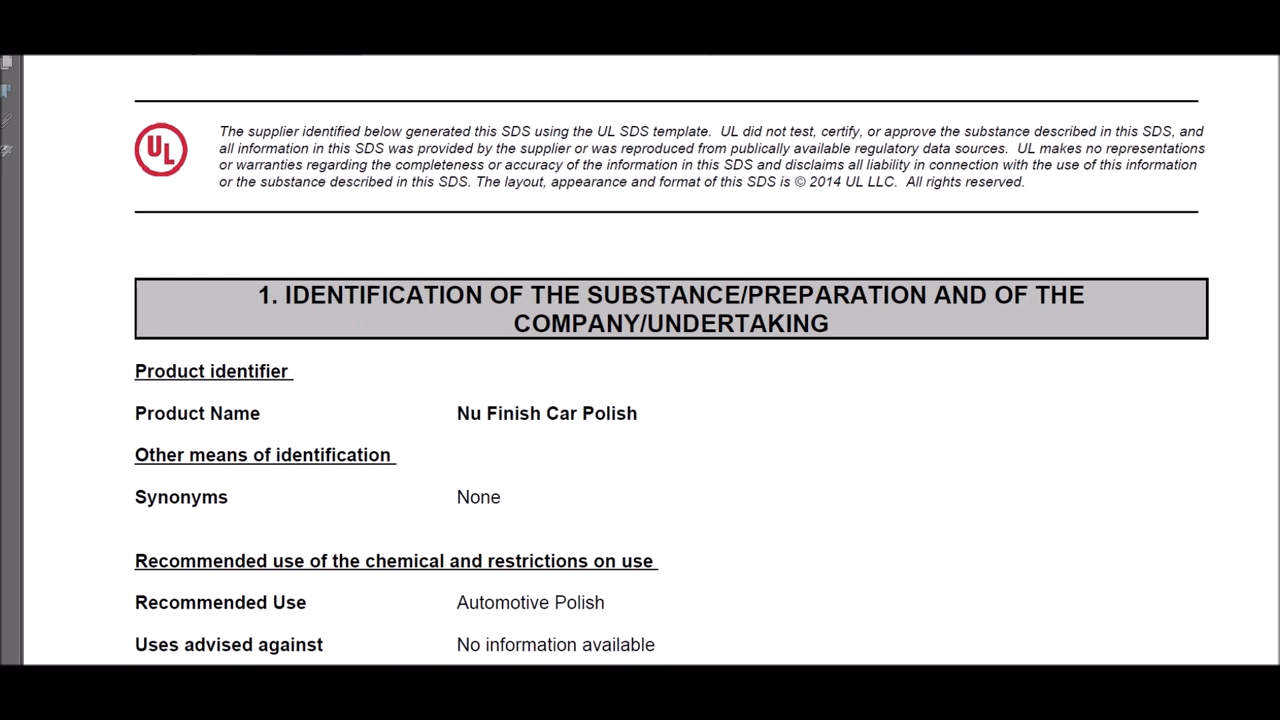 UL
The supplier identified below generated this SDS using the UL SDS template. UL did not test, certify, or approve the substance described in this SDS, and
all information in this SDS was provided by the supplier or was reproduced from publically available regulatory data sources. UL makes no representations
or warranties regarding the completeness or accuracy of the information in this SDS and disclaims all liability in connection with the use of this information
or the substance described in this SDS. The layout, appearance and format of this SDS is © 2014 UL LLC. All rights reserved.
1. IDENTIFICATION OF THE SUBSTANCE/PREPARATION AND OF THE
COMPANY/UNDERTAKING
Product identifier
Product Name Nu Finish Car Polish
Other means of identification
Synonyms None
Recommended use of the chemical and restrictions on use
Recommended Use Automotive Polish
Uses advised against No information available